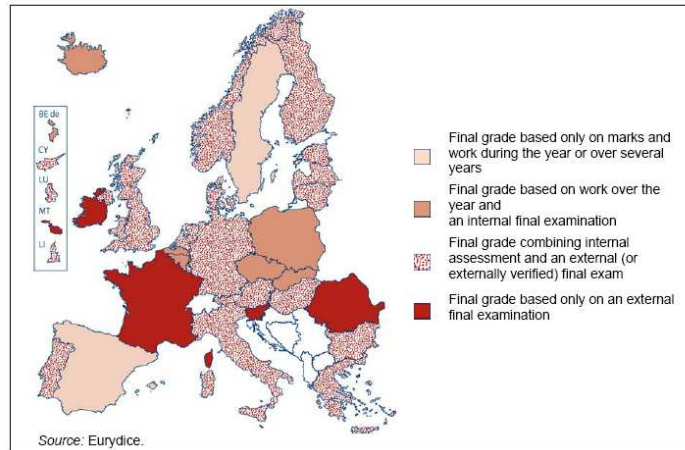 BE de
CY
LU
MT
LI
Final grade based only on marks and
work during the year or over several
years
Final grade based on work over the
year and
an internal final examination
Final grade combining internal
assessment and an external (or
externally verified) final exam
Final grade based only on an external
final examination
Source: Eurydice.